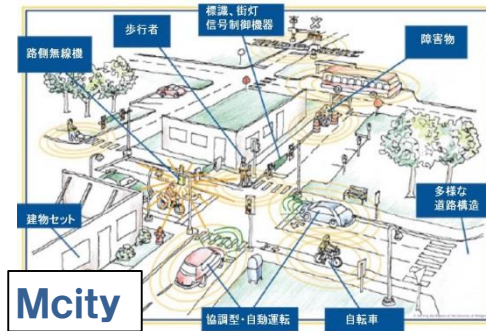 標識、街灯
信号制御機器
歩行者
障害物
路側無線機
建物セット
多様な
道路構造
協調型・自動運転
自転車
Mcity